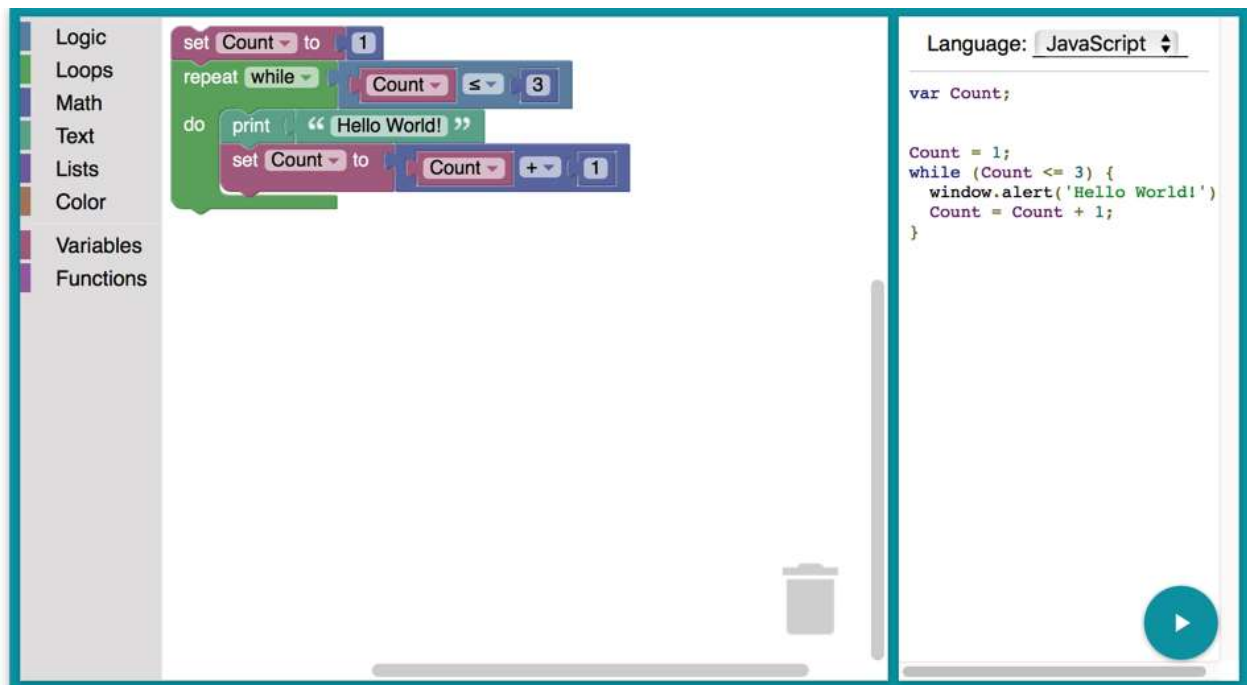 Logic
Loops
Math
Text
Lists
Color
Variables
Functions
set Count to 1
repeat while Count ≤ 3
do print “ Hello World! ”
set Count to Count + 1
Language: JavaScript
var Count;
Count = 1;
while (Count <= 3) {
window.alert('Hello World!')
Count = Count + 1;
}